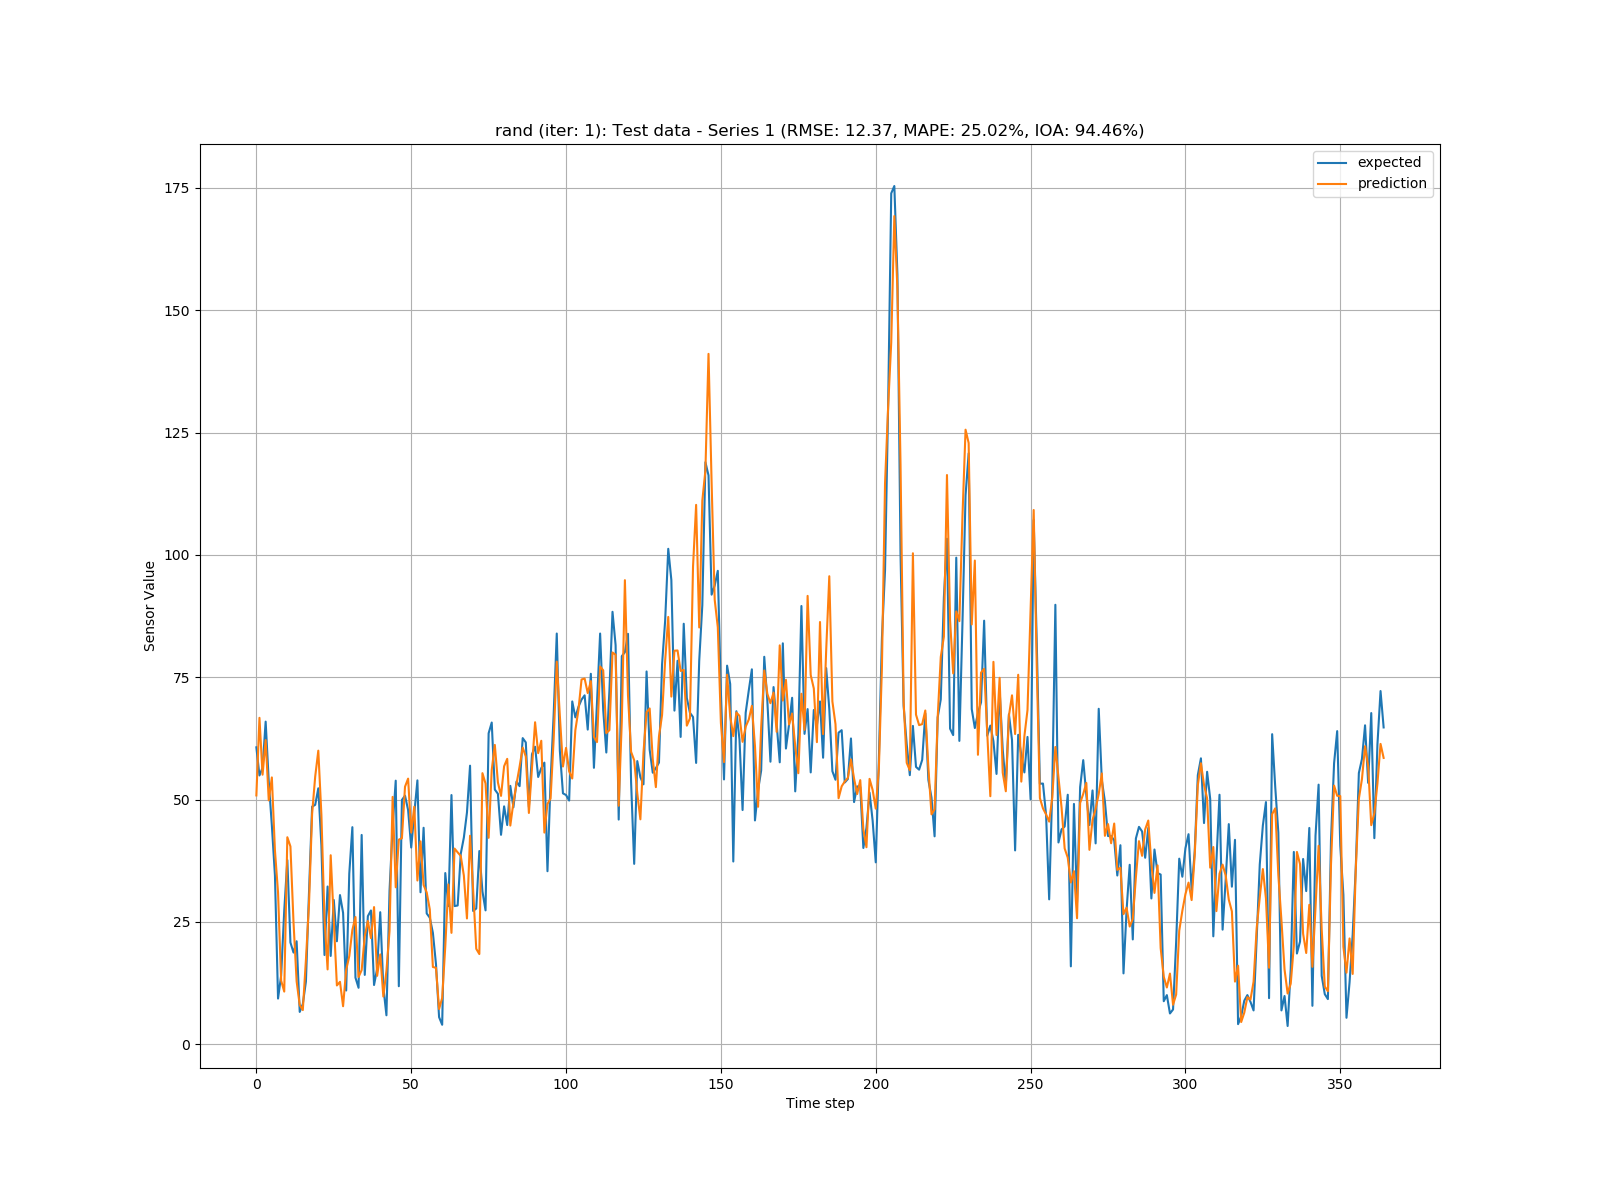 rand (iter: 1): Test data - Series 1 (RMSE: 12.37, MAPE: 25.02%, IOA: 94.46%)
expected
prediction
175
150
125
100
75
50
25
0
Sensor Value
0 50 100 150 200 250 300 350
Time step